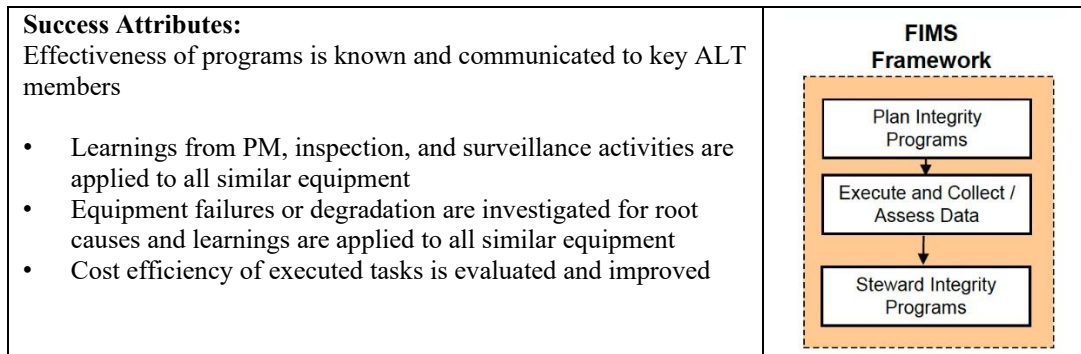 Success Attributes:
Effectiveness of programs is known and communicated to key ALT
members
• Learnings from PM, inspection, and surveillance activities are
applied to all similar equipment
• Equipment failures or degradation are investigated for root
causes and learnings are applied to all similar equipment
• Cost efficiency of executed tasks is evaluated and improved
FIMS
Framework
Plan Integrity
Programs
Execute and Collect /
Assess Data
Steward Integrity
Programs